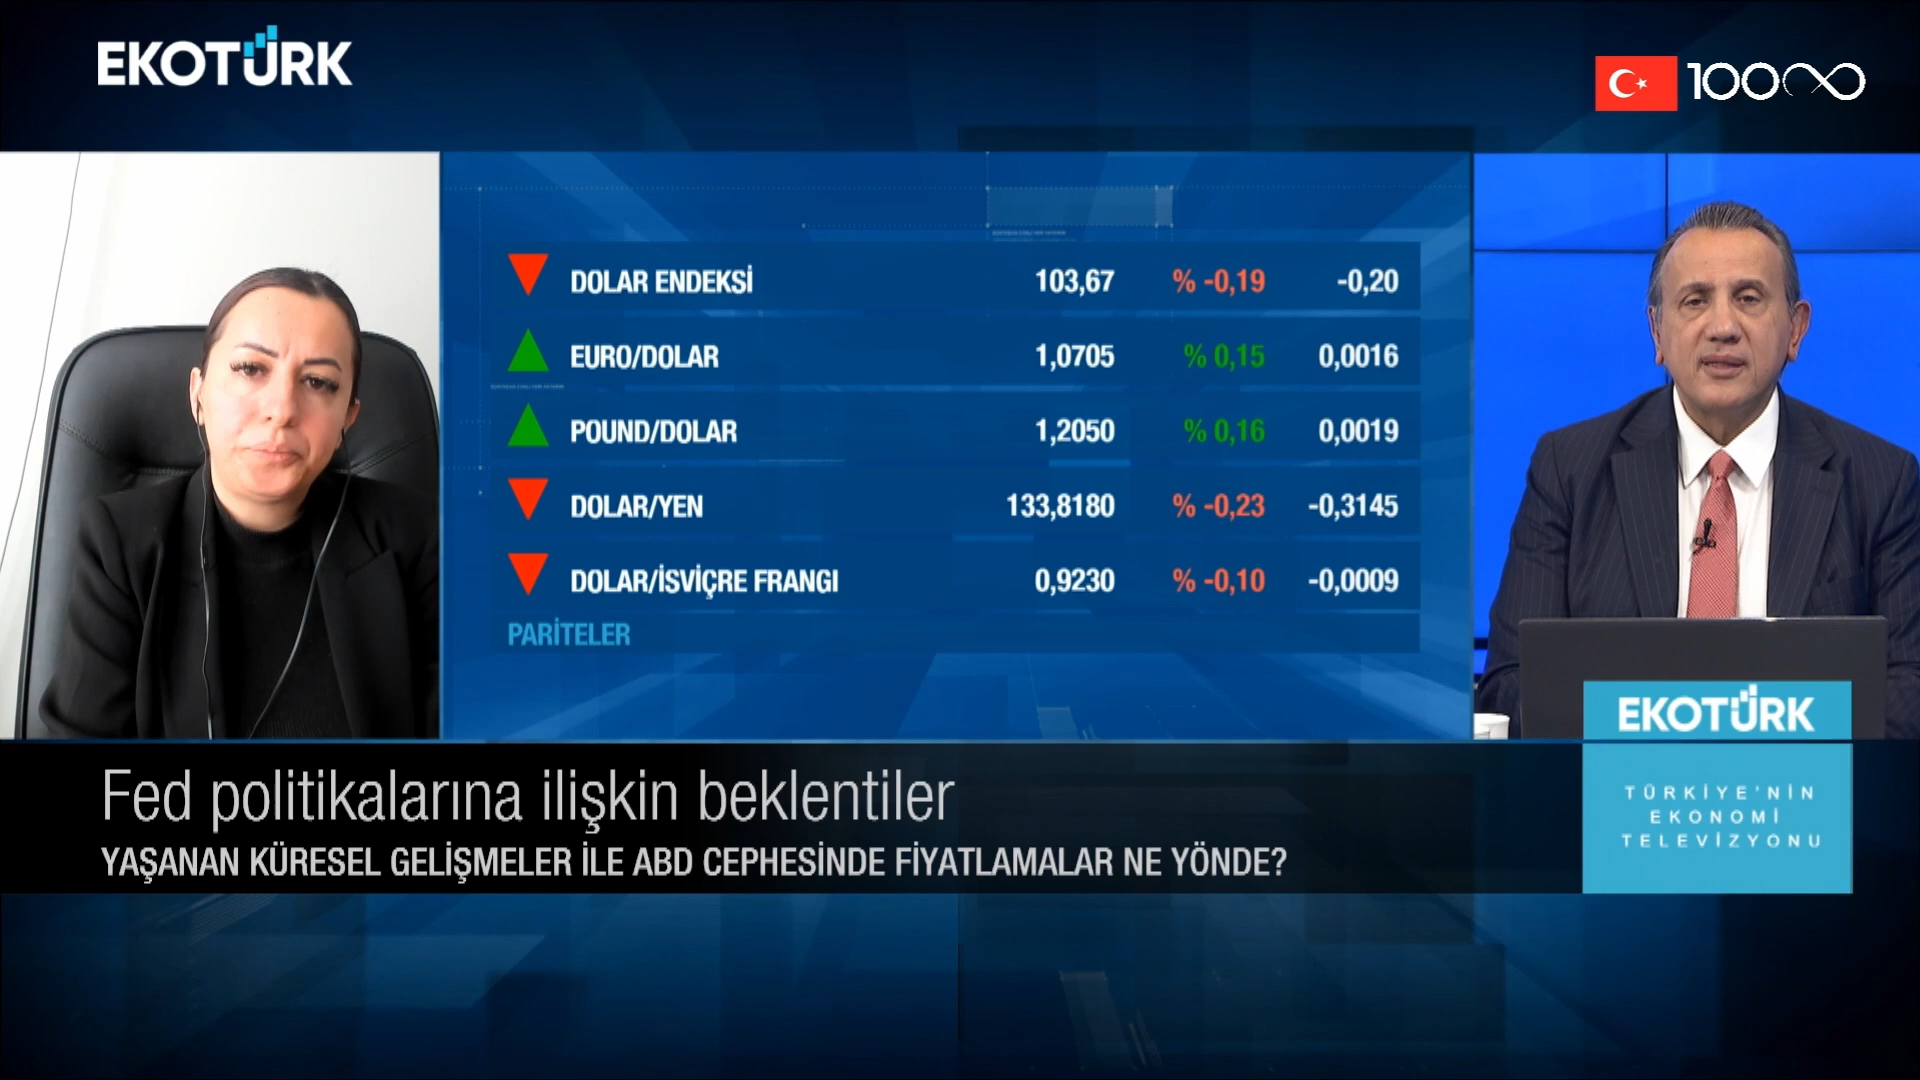 EKOTÜRK
100
DOLAR ENDEKSİ 103,67 % -0,19 -0,20
EURO/DOLAR 1,0705 % 0,15 0,0016
POUND/DOLAR 1,2050 % 0,16 0,0019
DOLAR/YEN 133,8180 % -0,23 -0,3145
DOLAR/İSVİÇRE FRANGI 0,9230 % -0,10 -0,0009
PARİTELER
EKOTÜRK
Fed politikalarına ilişkin beklentiler
YAŞANAN KÜRESEL GELİŞMELER İLE ABD CEPHESİNDE FİYATLAMALAR NE YÖNDE?
TÜRKİYE'NİN
EKONOMİ
TELEVİZYONU